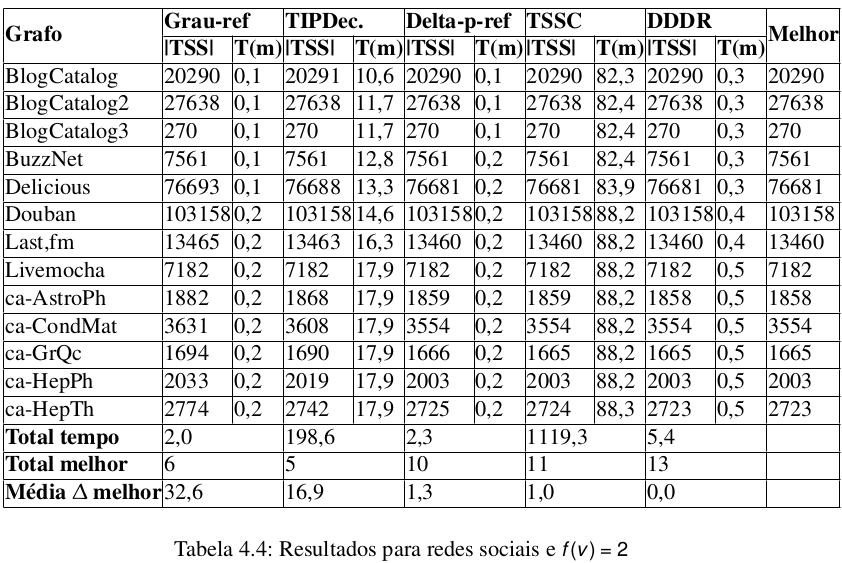 Grafo Grau-ref TIPDec. Delta-p-ref TSSC DDDR Melhor
|TSS| T(m) |TSS| T(m) |TSS| T(m) |TSS| T(m) |TSS| T(m)
BlogCatalog 20290 0,1 20291 10,6 20290 0,1 20290 82,3 20290 0,3 20290
BlogCatalog2 27638 0,1 27638 11,7 27638 0,1 27638 82,4 27638 0,3 27638
BlogCatalog3 270 0,1 270 11,7 270 0,1 270 82,4 270 0,3 270
BuzzNet 7561 0,1 7561 12,8 7561 0,2 7561 82,4 7561 0,3 7561
Delicious 76693 0,1 76688 13,3 76681 0,2 76681 83,9 76681 0,3 76681
Douban 103158 0,2 103158 14,6 103158 0,2 103158 88,2 103158 0,4 103158
Last,fm 13465 0,2 13463 16,3 13460 0,2 13460 88,2 13460 0,4 13460
Livemocha 7182 0,2 7182 17,9 7182 0,2 7182 88,2 7182 0,5 7182
ca-AstroPh 1882 0,2 1868 17,9 1859 0,2 1859 88,2 1858 0,5 1858
ca-CondMat 3631 0,2 3608 17,9 3554 0,2 3554 88,2 3554 0,5 3554
ca-GrQc 1694 0,2 1690 17,9 1666 0,2 1665 88,2 1665 0,5 1665
ca-HepPh 2033 0,2 2019 17,9 2003 0,2 2003 88,2 2003 0,5 2003
ca-HepTh 2774 0,2 2742 17,9 2725 0,2 2724 88,3 2723 0,5 2723
Total tempo 2,0 198,6 2,3 1119,3 5,4
Total melhor 6 5 10 11 13
Média Δ melhor 32,6 16,9 1,3 1,0 0,0
Tabela 4.4: Resultados para redes sociais e f(v) = 2